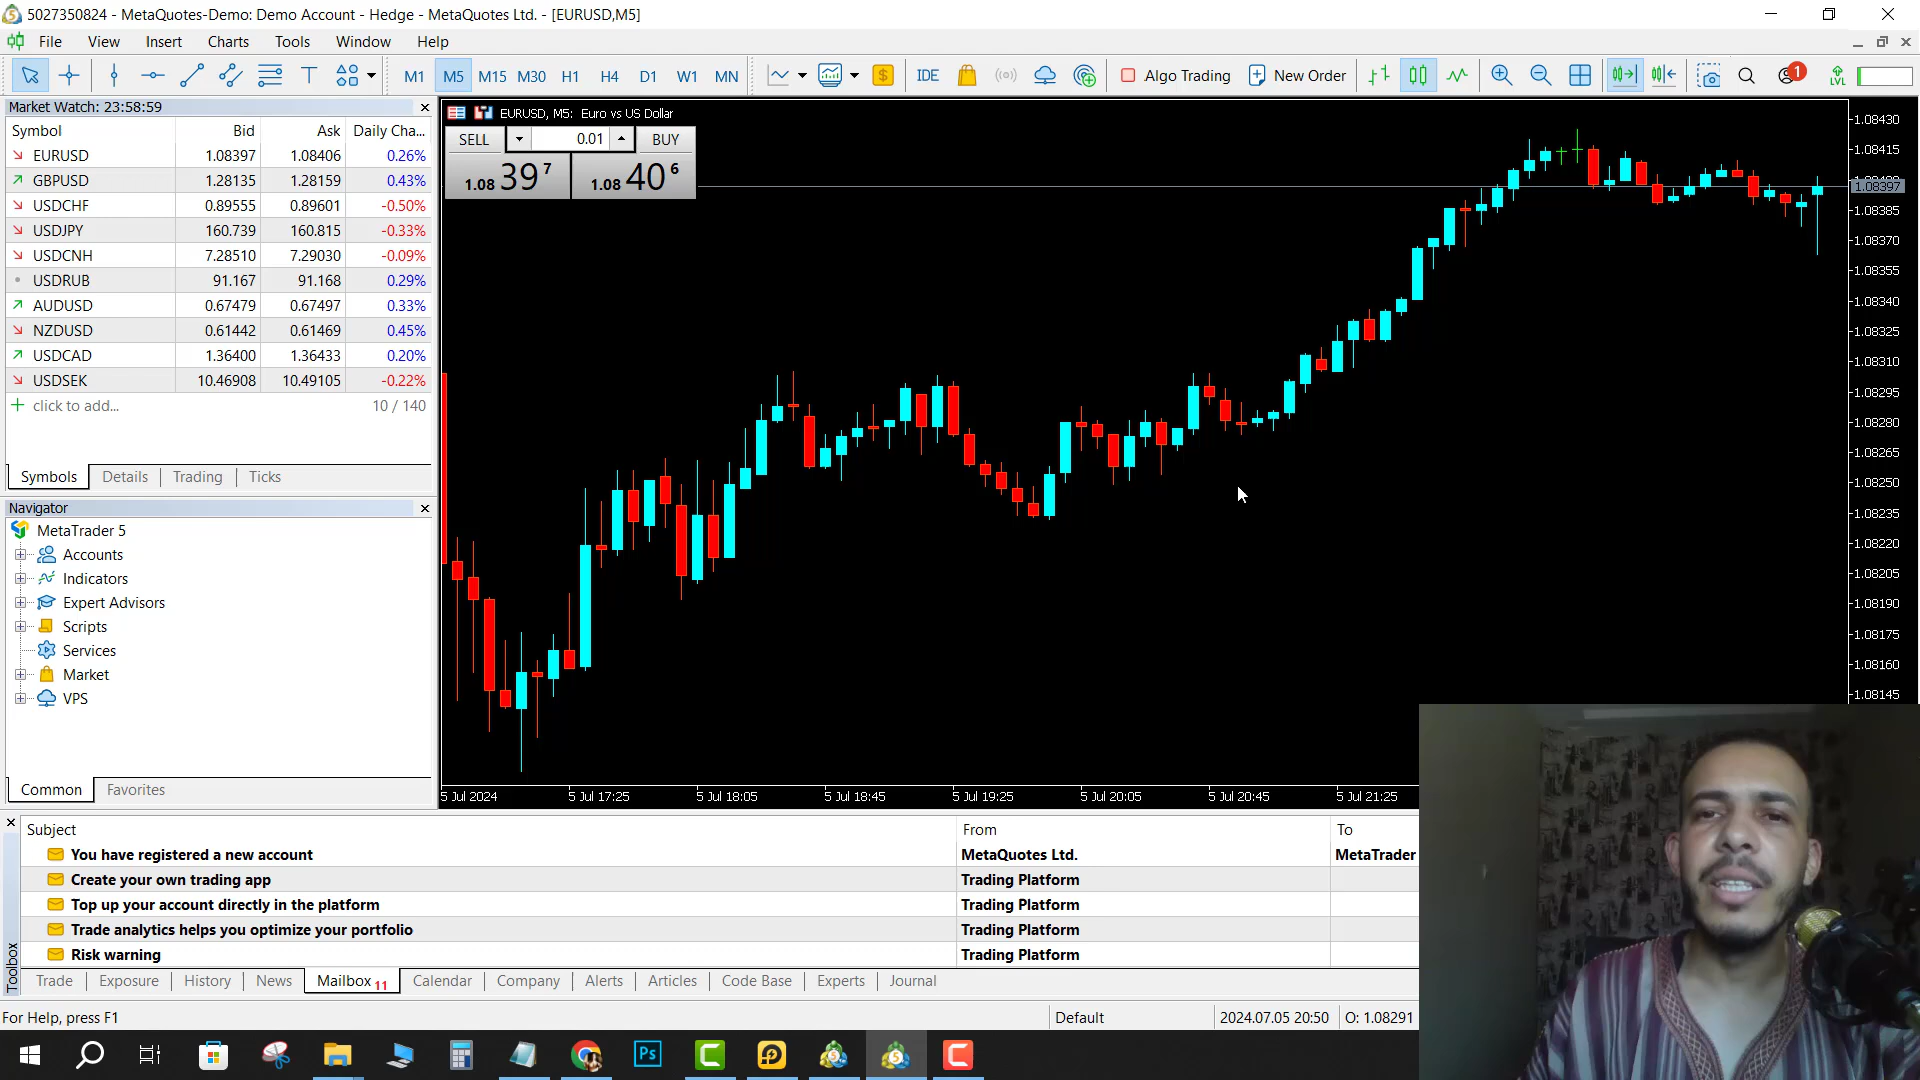 5027350824 - MetaQuotes-Demo: Demo Account - Hedge - MetaQuotes Ltd. - [EURUSD,M5]
File View Insert Charts Tools Window Help
M1 M5 M15 M30 H1 H4 D1 W1 MN IDE Algo Trading New Order 1 LVL
Market Watch: 23:58:59
Symbol Bid Ask Daily Cha...
EURUSD 1.08397 1.08406 0.26%
GBPUSD 1.28135 1.28159 0.43%
USDCHF 0.89555 0.89601 -0.50%
USDJPY 160.739 160.815 -0.33%
USDCNH 7.28510 7.29030 -0.09%
USDRUB 91.167 91.168 0.29%
AUDUSD 0.67479 0.67497 0.33%
NZDUSD 0.61442 0.61469 0.45%
USDCAD 1.36400 1.36433 0.20%
USDSEK 10.46908 10.49105 -0.22%
click to add... 10 / 140
Symbols Details Trading Ticks
Navigator
MetaTrader 5
Accounts
Indicators
Expert Advisors
Scripts
Services
Market
VPS
Common Favorites
EURUSD, M5: Euro vs US Dollar
SELL 0.01 BUY
1.08 39 7 1.08 40 6
1.08430
1.08415
1.08397
1.08385
1.08370
1.08355
1.08340
1.08325
1.08310
1.08295
1.08280
1.08265
1.08250
1.08235
1.08220
1.08205
1.08190
1.08175
1.08160
1.08145
5 Jul 2024 5 Jul 17:25 5 Jul 18:05 5 Jul 18:45 5 Jul 19:25 5 Jul 20:05 5 Jul 20:45 5 Jul 21:25
Subject From To
You have registered a new account MetaQuotes Ltd. MetaTrader
Create your own trading app Trading Platform
Top up your account directly in the platform Trading Platform
Trade analytics helps you optimize your portfolio Trading Platform
Risk warning Trading Platform
Toolbox
Trade Exposure History News Mailbox 11 Calendar Company Alerts Articles Code Base Experts Journal
For Help, press F1 Default 2024.07.05 20:50 O: 1.08291
Ps